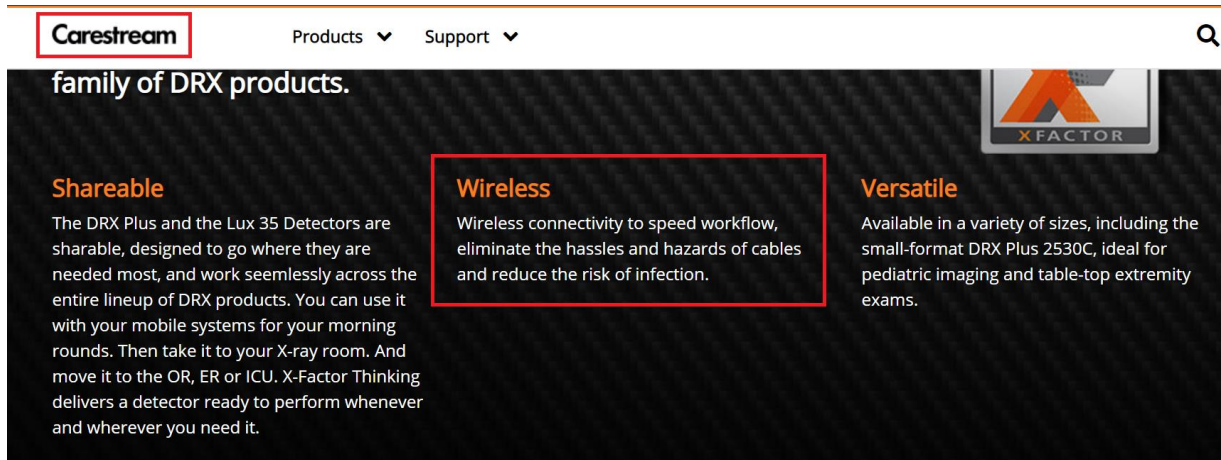 Carestream
Products
Support
family of DRX products.
XFACTOR
Shareable
The DRX Plus and the Lux 35 Detectors are
sharable, designed to go where they are
needed most, and work seemlessly across the
entire lineup of DRX products. You can use it
with your mobile systems for your morning
rounds. Then take it to your X-ray room. And
move it to the OR, ER or ICU. X-Factor Thinking
delivers a detector ready to perform whenever
and wherever you need it.
Wireless
Wireless connectivity to speed workflow,
eliminate the hassles and hazards of cables
and reduce the risk of infection.
Versatile
Available in a variety of sizes, including the
small-format DRX Plus 2530C, ideal for
pediatric imaging and table-top extremity
exams.